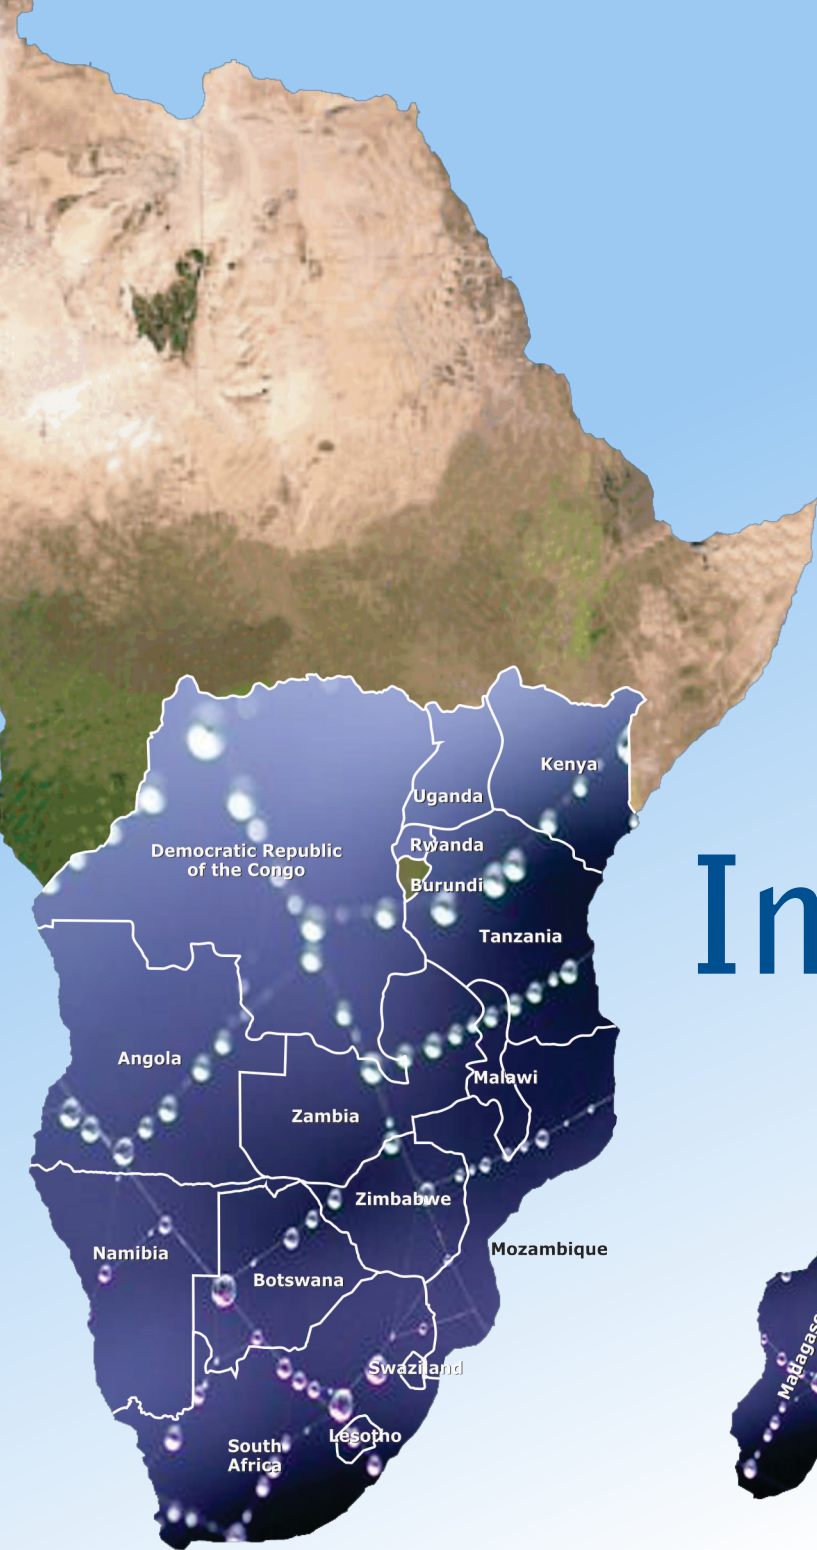 Kenya
Uganda
Rwanda
Democratic Republic
of the Congo
Burundi
In
Tanzania
Angola
Malawi
Zambia
Zimbabwe
Namibia
Mozambique
Botswana
Swaziland
Madagas
Lesotho
South
Africa